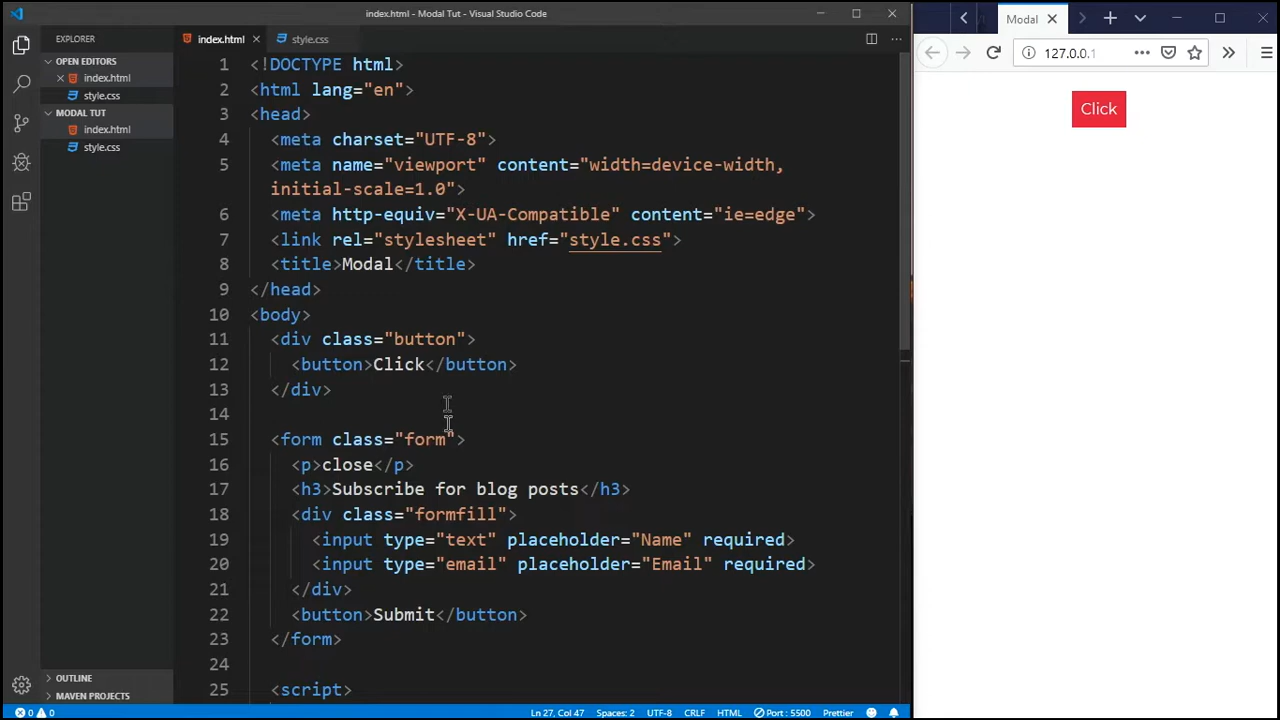 index.html - Modal Tut - Visual Studio Code
EXPLORER
OPEN EDITORS
index.html
style.css
MODAL TUT
index.html
style.css
OUTLINE
MAVEN PROJECTS
index.html
style.css
1 <!DOCTYPE html>
2 <html lang="en">
3 <head>
4 <meta charset="UTF-8">
5 <meta name="viewport" content="width=device-width,
initial-scale=1.0">
6 <meta http-equiv="X-UA-Compatible" content="ie=edge">
7 <link rel="stylesheet" href="style.css">
8 <title>Modal</title>
9 </head>
10 <body>
11 <div class="button">
12 <button>Click</button>
13 </div>
14
15 <form class="form">
16 <p>close</p>
17 <h3>Subscribe for blog posts</h3>
18 <div class="formfill">
19 <input type="text" placeholder="Name" required>
20 <input type="email" placeholder="Email" required>
21 </div>
22 <button>Submit</button>
23 </form>
24
25 <script>
0 0 Ln 27, Col 47 Spaces: 2 UTF-8 CRLF HTML Port : 5500 Prettier
Modal
127.0.0.1
Click